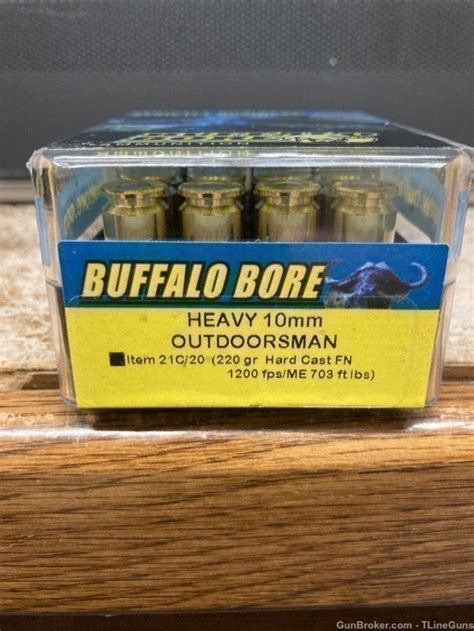 BUFFALO BORE
HEAVY 10mm
OUTDOORSMAN
Item 21C/20 (220 gr Hard Cast FN
1200 fps/ME 703 ft lbs)
GunBroker.com - TLineGuns